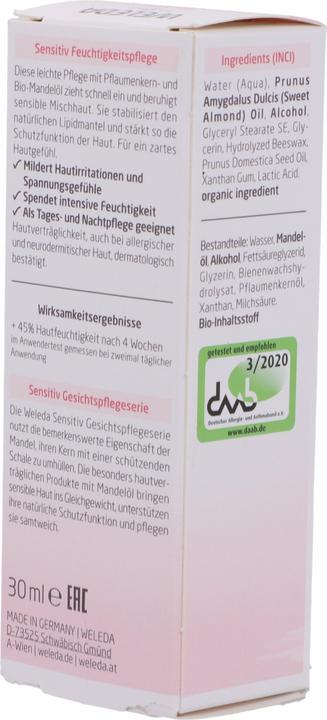 WELEDA
Sensitiv Feuchtigkeitspflege
Diese leichte Pflege mit Pflaumenkern- und
Bio-Mandelöl zieht schnell ein und beruhigt
sensible Mischhaut. Sie stabilisiert den
natürlichen Lipidmantel und stärkt so die
Schutzfunktion der Haut. Für ein zartes
Hautgefühl.
✓ Mildert Hautirritationen und
Spannungsgefühle
✓ Spendet intensive Feuchtigkeit
✓ Als Tages- und Nachtpflege geeignet
Hautverträglichkeit, auch bei allergischer
und neurodermitischer Haut, dermatologisch
bestätigt.
Wirksamkeitsergebnisse
+ 45% Hautfeuchtigkeit nach 4 Wochen
im Anwendertest gemessen bei zweimal täglicher
Anwendung
Sensitiv Gesichtspflegeserie
Die Weleda Sensitiv Gesichtspflegeserie
nutzt die bemerkenswerte Eigenschaft der
Mandel, ihren Kern mit einer schützenden
Schale zu umhüllen. Die besonders hautver-
träglichen Produkte mit Mandelöl bringen
sensible Haut ins Gleichgewicht, unterstützen
ihre natürliche Schutzfunktion und pflegen
sie samtweich.
30 ml e EAC
MADE IN GERMANY | WELEDA
D-73525 Schwäbisch Gmünd
A-Wien | weleda.de | weleda.at
Ingredients (INCI)
Water (Aqua), Prunus
Amygdalus Dulcis (Sweet
Almond) Oil, Alcohol,
Glyceryl Stearate SE, Gly-
cerin, Hydrolyzed Beeswax,
Prunus Domestica Seed Oil,
Xanthan Gum, Lactic Acid.
organic ingredient
Bestandteile: Wasser, Mandel-
öl, Alkohol, Fettsäureglyzerid,
Glyzerin, Bienenwachshy-
drolysat, Pflaumenkernöl,
Xanthan, Milchsäure.
Bio-Inhaltsstoff
getestet und empfohlen
3/2020
daab
Deutscher Allergie- und Asthmabund e.V.
www.daab.de